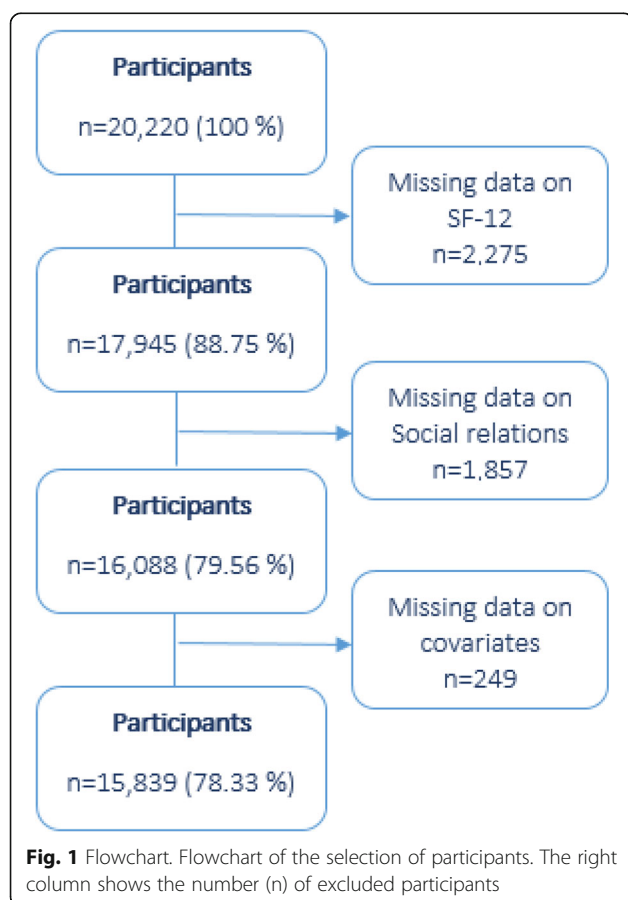 Participants
n=20,220 (100 %)
Missing data on
SF-12
n=2,275
Participants
n=17,945 (88.75 %)
Missing data on
Social relations
n=1,857
Participants
n=16,088 (79.56 %)
Missing data on
covariates
n=249
Participants
n=15,839 (78.33 %)
Fig. 1 Flowchart. Flowchart of the selection of participants. The right
column shows the number (n) of excluded participants